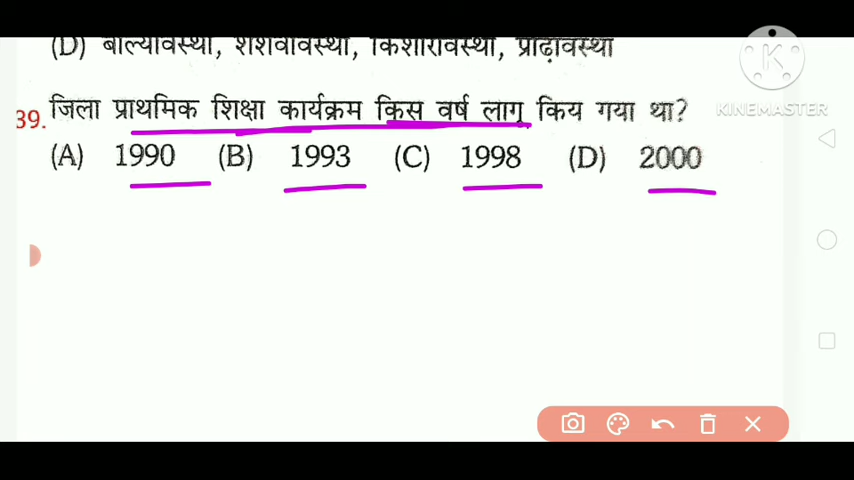 (D) बाल्यावस्था, शैशवावस्था, किशोरावस्था, प्रौढ़ावस्था
39. जिला प्राथमिक शिक्षा कार्यक्रम किस वर्ष लागू किय गया था?
(A) 1990 (B) 1993 (C) 1998 (D) 2000
K
KINEMASTER